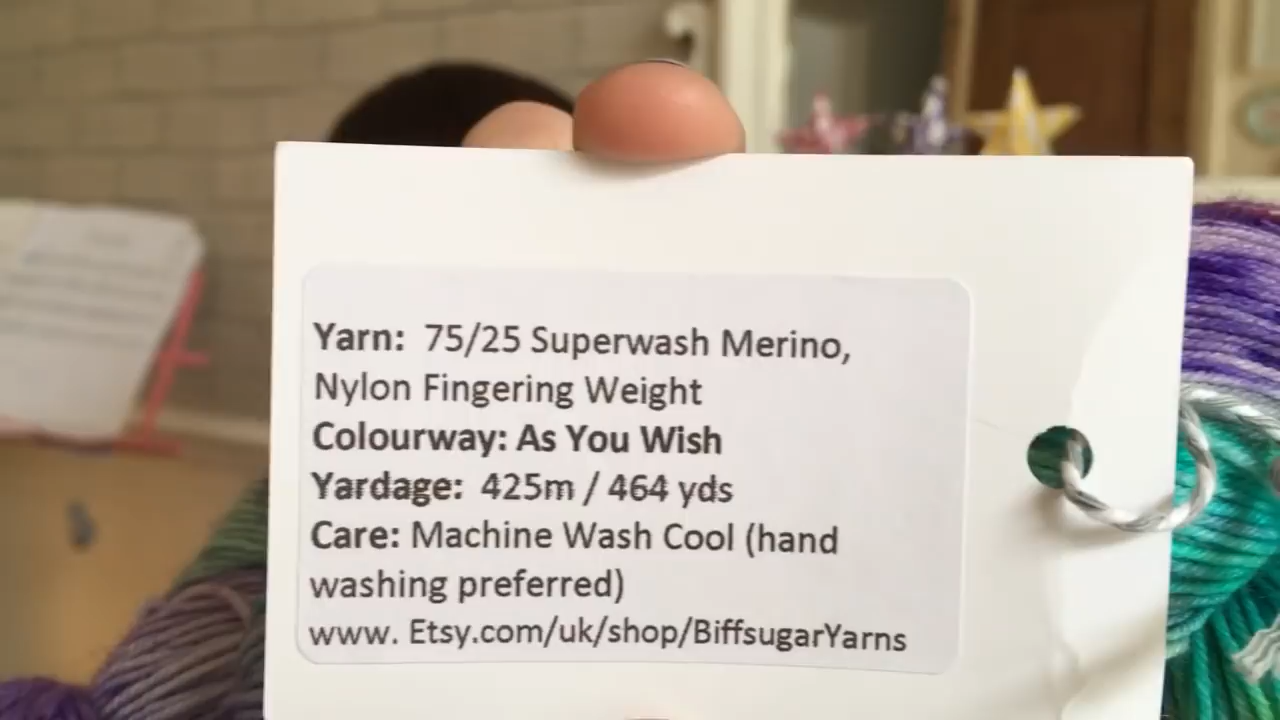 Yarn: 75/25 Superwash Merino,
Nylon Fingering Weight
Colourway: As You Wish
Yardage: 425m / 464 yds
Care: Machine Wash Cool (hand
washing preferred)
www. Etsy.com/uk/shop/BiffsugarYarns